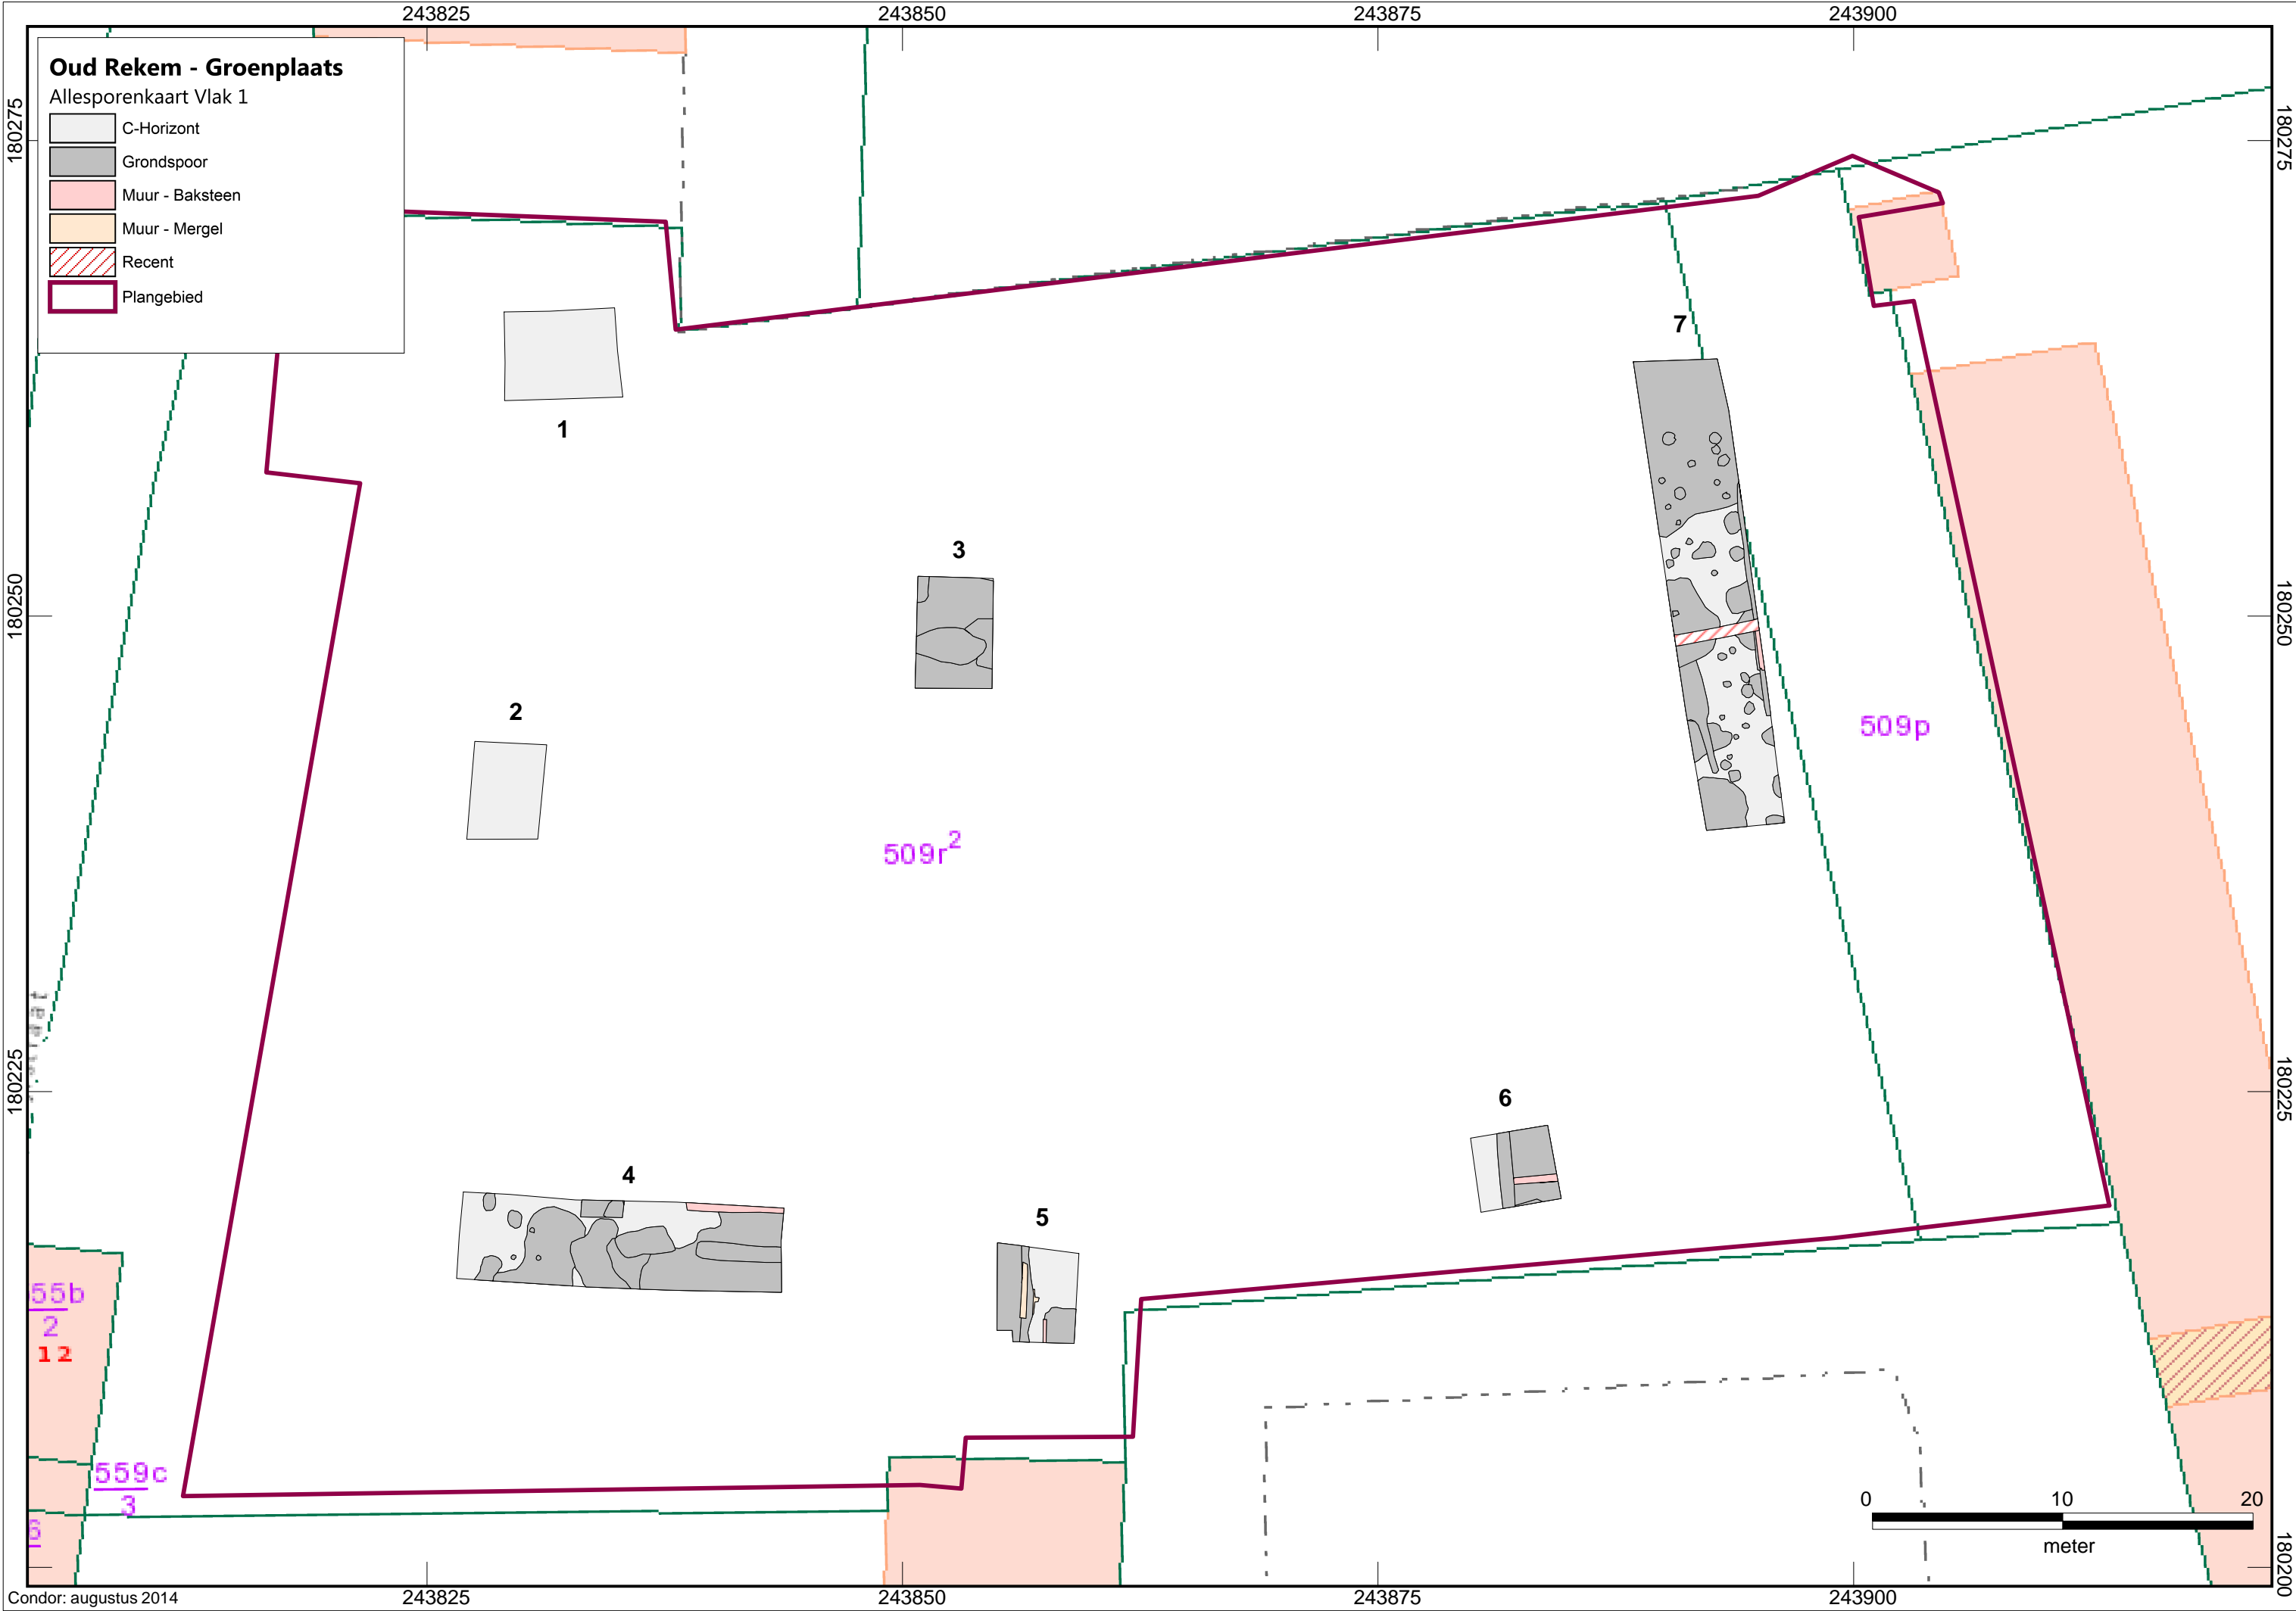 243825
243850
243875
243900
Oud Rekem - Groenplaats
Allesporenkaart Vlak 1
C-Horizont
Grondspoor
Muur - Baksteen
Muur - Mergel
Recent
Plangebied
180275
180275
1
7
3
180250
180250
2
509p
509r²
180225
180225
6
4
5
55b
2
12
559c
3
0
10
20
meter
180200
Condor: augustus 2014
243825
243850
243875
243900